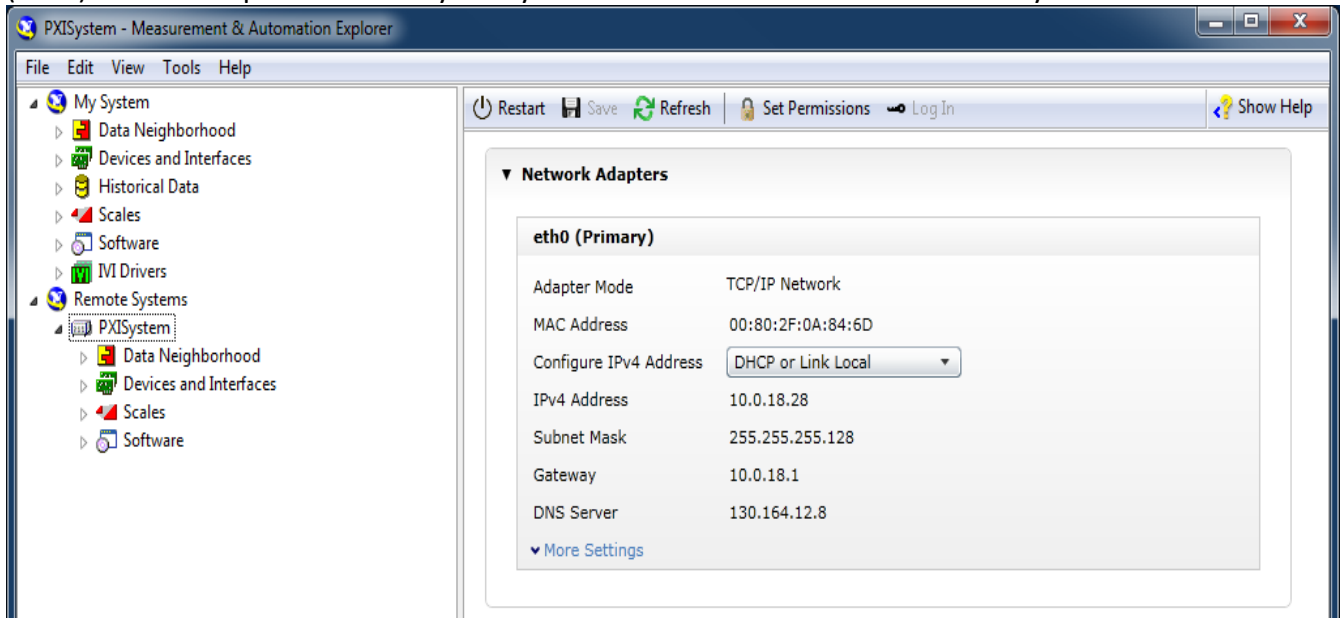 PXISystem - Measurement & Automation Explorer
File Edit View Tools Help
My System
Data Neighborhood
Devices and Interfaces
Historical Data
Scales
Software
IVI Drivers
Remote Systems
PXISystem
Data Neighborhood
Devices and Interfaces
Scales
Software
Restart Save Refresh Set Permissions Log In Show Help
Network Adapters
eth0 (Primary)
Adapter Mode TCP/IP Network
MAC Address 00:80:2F:0A:84:6D
Configure IPv4 Address DHCP or Link Local
IPv4 Address 10.0.18.28
Subnet Mask 255.255.255.128
Gateway 10.0.18.1
DNS Server 130.164.12.8
More Settings